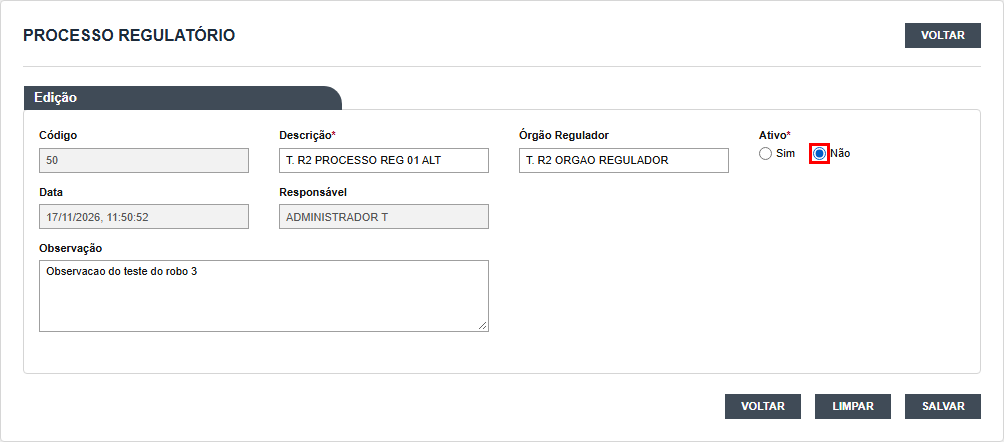 PROCESSO REGULATÓRIO
VOLTAR
Edição
Código
Descrição*
Órgão Regulador
Ativo*
50
T. R2 PROCESSO REG 01 ALT
T. R2 ORGAO REGULADOR
Sim
Não
Data
Responsável
17/11/2026, 11:50:52
ADMINISTRADOR T
Observação
Observacao do teste do robo 3
VOLTAR
LIMPAR
SALVAR